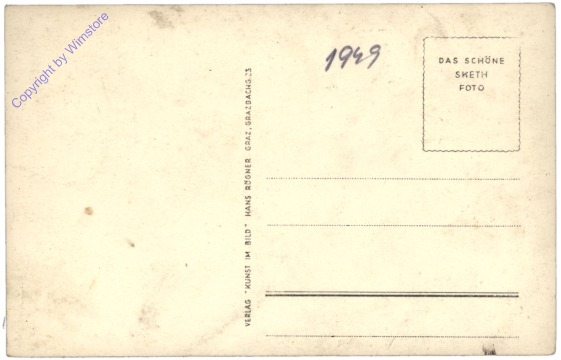 Copyright by Wimstore
1949
DAS SCHÖNE
SKETH
FOTO
VERLAG "KUNST IM BILD" HANS RÖGNER GRAZ, GRAZBACHG. 23